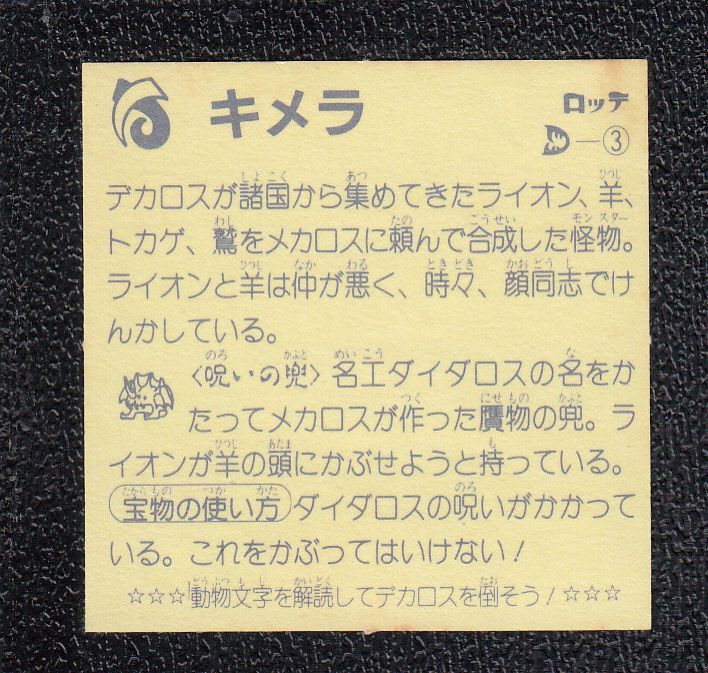 キメラ
ロッテ
―③
デカロスが諸国から集めてきたライオン、羊、
トカゲ、鷲をメカロスに頼んで合成した怪物。
ライオンと羊は仲が悪く、時々、顔同志でけ
んかしている。
〈呪いの兜〉名工ダイダロスの名をか
たってメカロスが作った贋物の兜。ラ
イオンが羊の頭にかぶせようと持っている。
宝物の使い方 ダイダロスの呪いがかかって
いる。これをかぶってはいけない！
☆☆☆動物文字を解読してデカロスを倒そう！☆☆☆